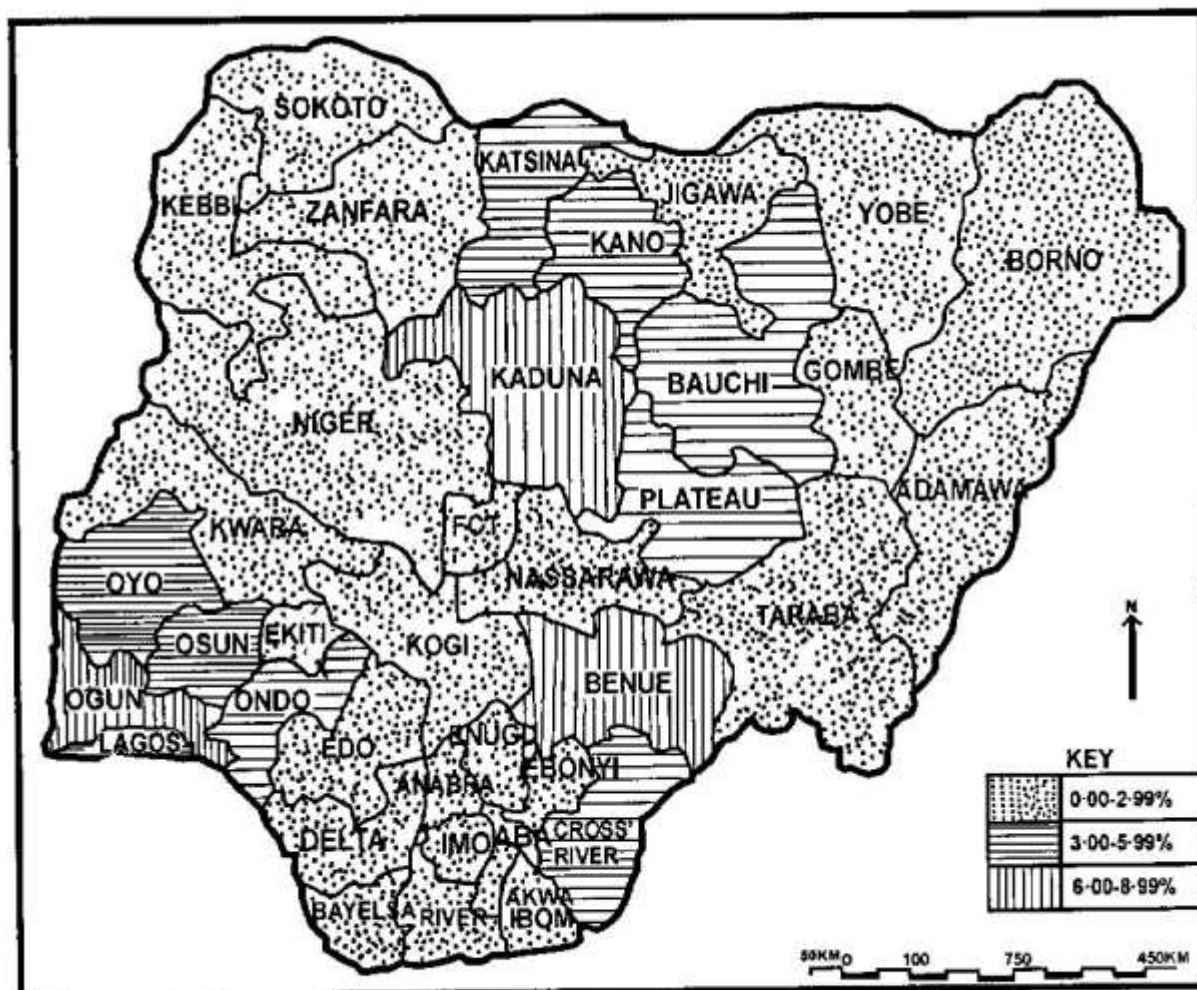 SOKOTO
KATSINA
KEBBI
ZANFARA
JIGAWA
YOBE
KANO
BORNO
KADUNA
BAUCHI
GOMBE
NIGER
PLATEAU
ADAMAWA
FCT
KWARA
NASSARAWA
OYO
TARABA
OSUN
EKITI
KOGI
BENUE
OGUN
ONDO
LAGOS
EDO
ENUGU
EBONYI
ANABRA
DELTA
IMO
ABA
CROSS'
RIVER
BAYELSA
RIVER
AKWA
IBOM
N
KEY
0·00-2·99%
3·00-5·99%
6·00-8·99%
50KM 0 100 750 450KM